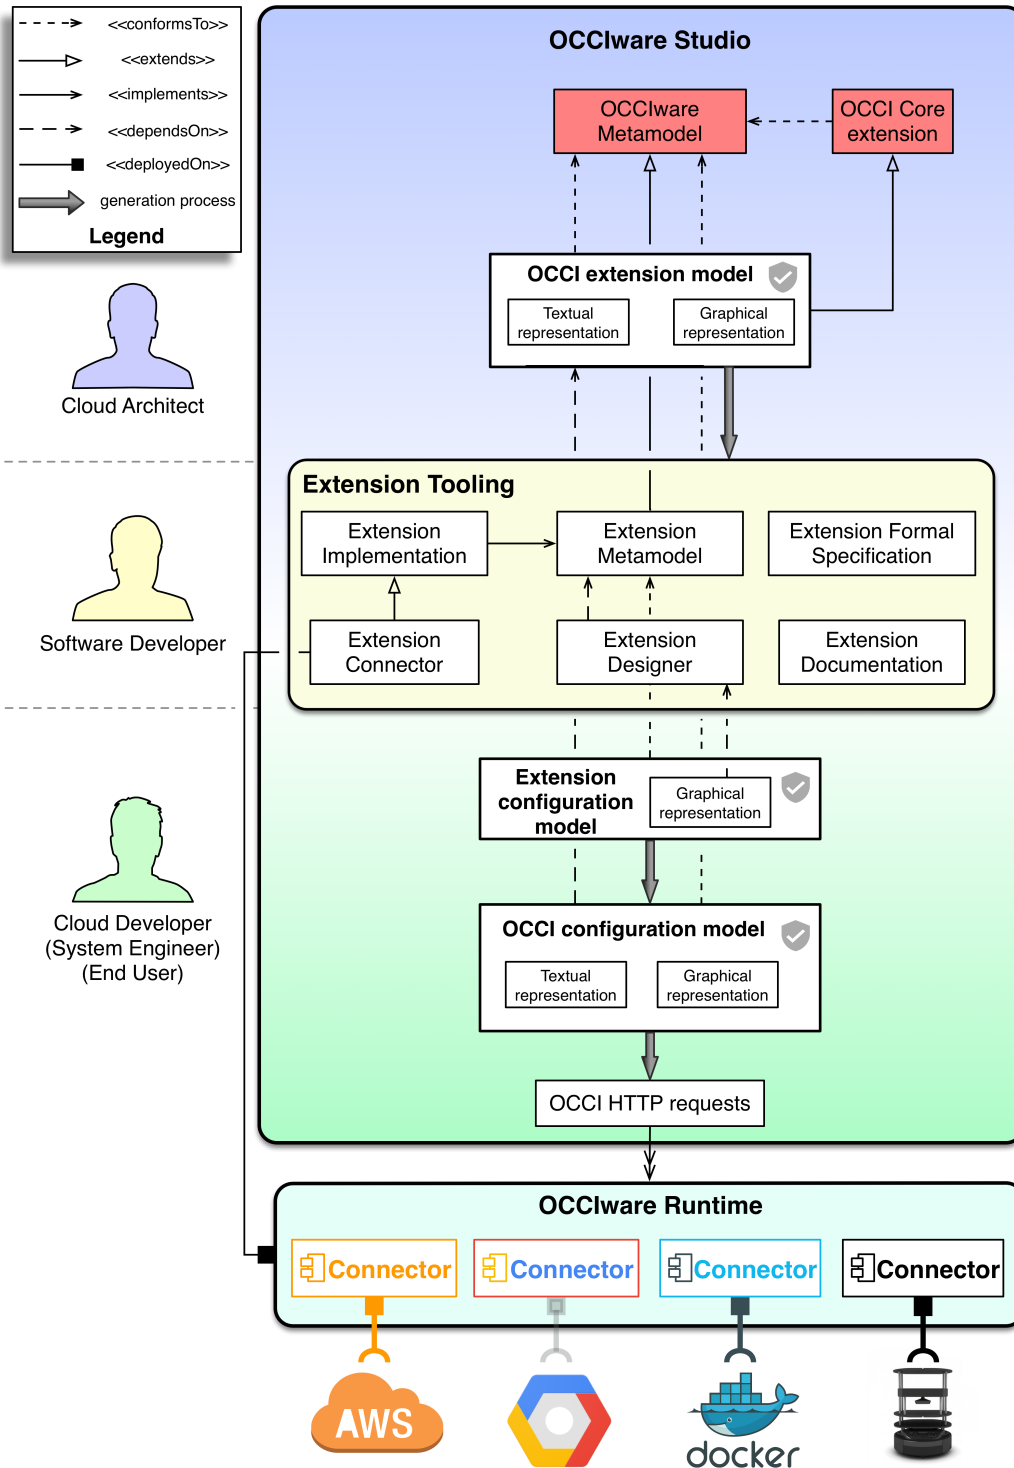 <<conformsTo>>
<<extends>>
<<implements>>
<<dependsOn>>
<<deployedOn>>
generation process
Legend
OCCIware Studio
OCCIware
Metamodel
OCCI Core
extension
OCCI extension model
Textual
representation
Graphical
representation
Cloud Architect
Extension Tooling
Extension
Implementation
Extension
Metamodel
Extension Formal
Specification
Extension
Connector
Extension
Designer
Extension
Documentation
Software Developer
Extension
configuration
model
Graphical
representation
Cloud Developer
(System Engineer)
(End User)
OCCI configuration model
Textual
representation
Graphical
representation
OCCI HTTP requests
OCCIware Runtime
Connector
Connector
Connector
Connector
AWS
docker